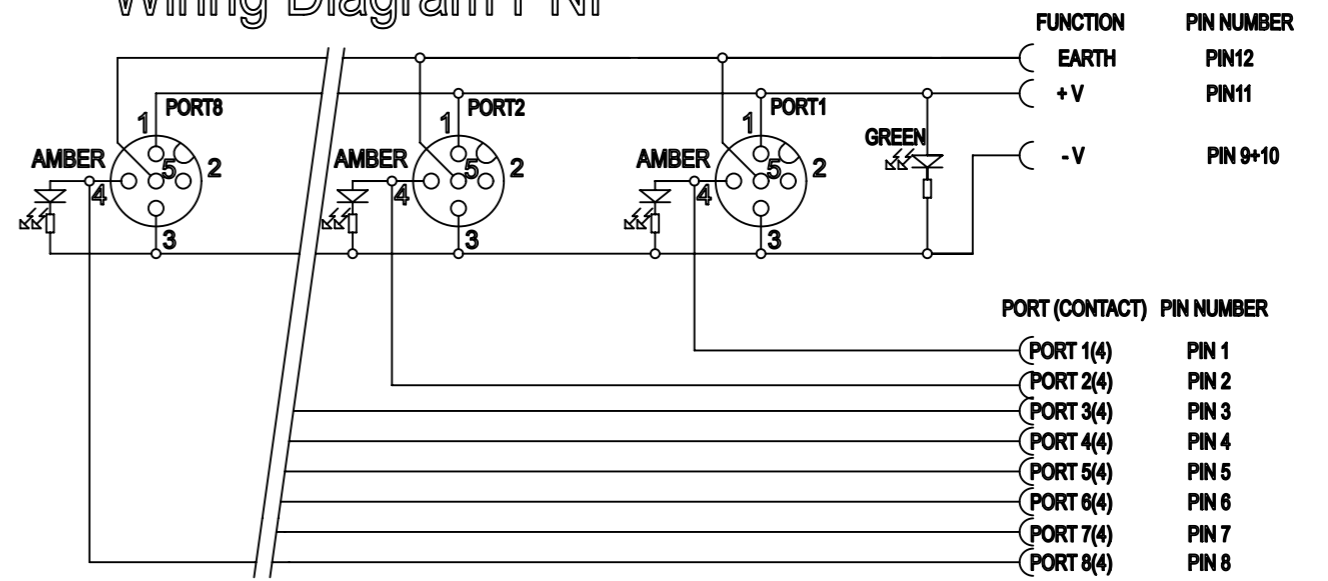 Wiring Diagram PNP
FUNCTION PIN NUMBER
EARTH PIN12
+V PIN11
-V PIN 9+10
PORT8 PORT2 PORT1
1 1 1
GREEN
AMBER AMBER AMBER
5 2 5 2 5 2
4 4 4
3 3 3
PORT (CONTACT) PIN NUMBER
PORT 1(4) PIN 1
PORT 2(4) PIN 2
PORT 3(4) PIN 3
PORT 4(4) PIN 4
PORT 5(4) PIN 5
PORT 6(4) PIN 6
PORT 7(4) PIN 7
PORT 8(4) PIN 8